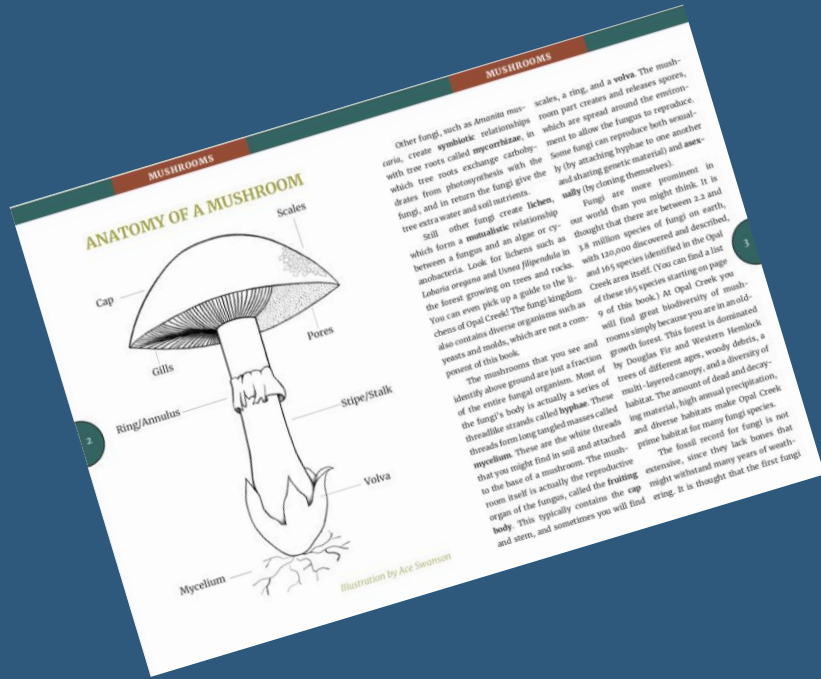 MUSHROOMS
ANATOMY OF A MUSHROOM
Scales
Cap
Pores
Gills
Ring/Annulus
Stipe/Stalk
Volva
Mycelium
Illustration by Ace Swanson
2
MUSHROOMS
Other fungi, such as Amanita mus-
caria, create symbiotic relationships
with tree roots called mycorrhizae, in
which tree roots exchange carbohy-
drates from photosynthesis with the
fungi, and in return the fungi give the
tree extra water and soil nutrients.
Still other fungi create lichen,
which form a mutualistic relationship
between a fungus and an algae or cy-
anobacteria. Look for lichens such as
Lobaria oregana and Usnea filipendula in
the forest growing on trees and rocks.
You can even pick up a guide to the li-
chens of Opal Creek! The fungi kingdom
also contains diverse organisms such as
yeasts and molds, which are not a com-
ponent of this book.
The mushrooms that you see and
identify above ground are just a fraction
of the entire fungal organism. Most of
the fungi's body is actually a series of
threadlike strands called hyphae. These
threads form long tangled masses called
mycelium. These are the white threads
that you might find in soil and attached
to the base of a mushroom. The mush-
room itself is actually the reproductive
organ of the fungus, called the fruiting
body. This typically contains the cap
and stem, and sometimes you will find
scales, a ring, and a volva. The mush-
room part creates and releases spores,
which are spread around the environ-
ment to allow the fungus to reproduce.
Some fungi can reproduce both sexual-
ly (by attaching hyphae to one another
and sharing genetic material) and asex-
ually (by cloning themselves).
Fungi are more prominent in
our world than you might think. It is
thought that there are between 2.2 and
3.8 million species of fungi on earth,
with 120,000 discovered and described,
and 165 species identified in the Opal
Creek area itself. (You can find a list
of these 165 species starting on page
9 of this book.) At Opal Creek you
will find great biodiversity of mush-
rooms simply because you are in an old-
growth forest. This forest is dominated
by Douglas Fir and Western Hemlock
trees of different ages, woody debris, a
multi-layered canopy, and a diversity of
habitat. The amount of dead and decay-
ing material, high annual precipitation,
and diverse habitats make Opal Creek
prime habitat for many fungi species.
The fossil record for fungi is not
extensive, since they lack bones that
might withstand many years of weath-
ering. It is thought that the first fungi
3